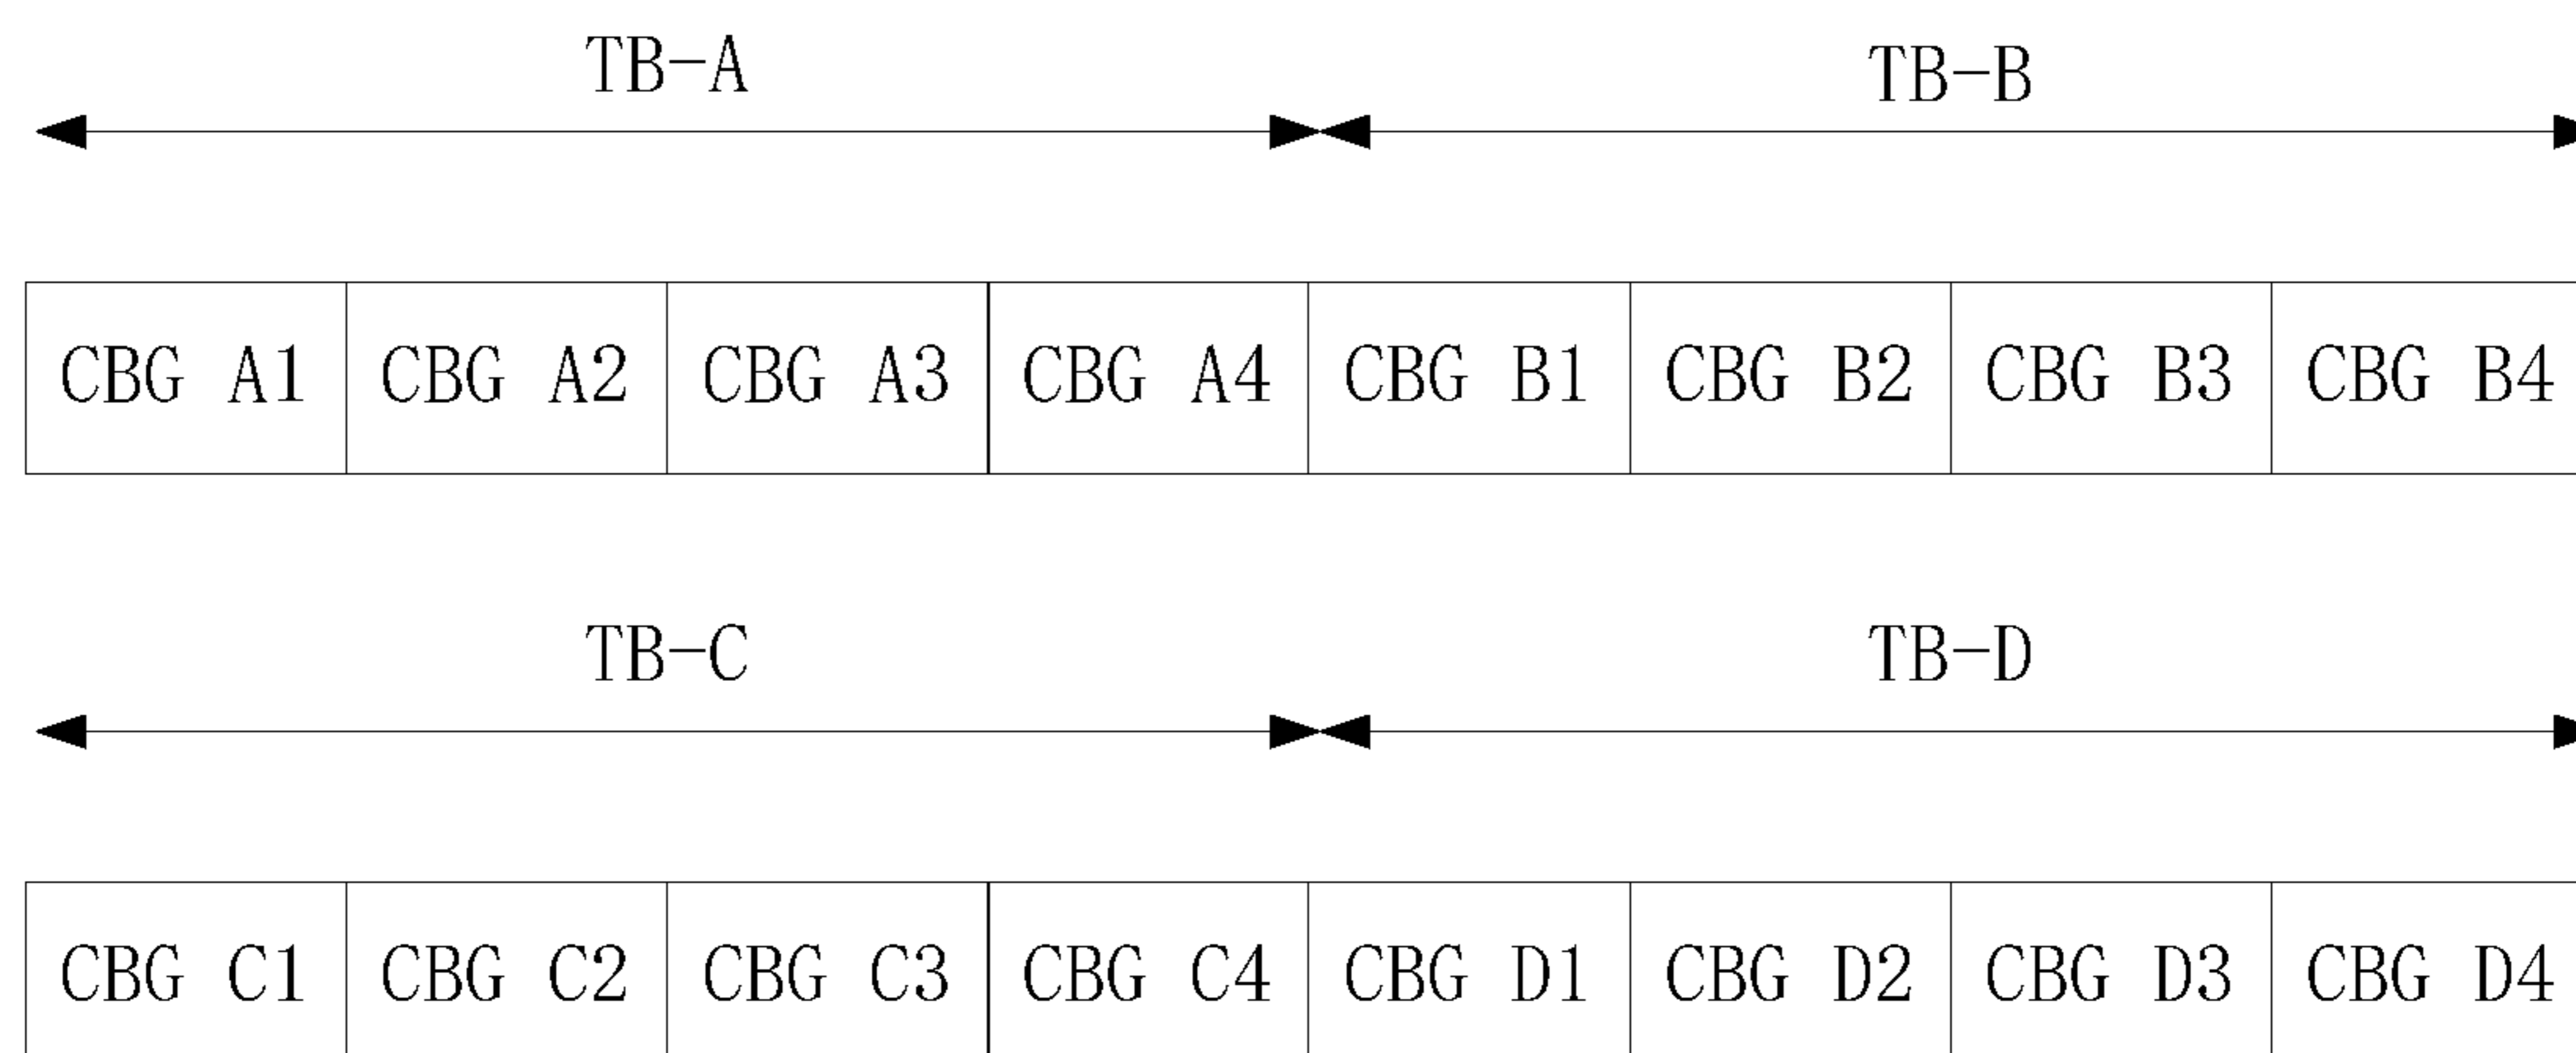 TB-A TB-B
CBG A1 CBG A2 CBG A3 CBG A4 CBG B1 CBG B2 CBG B3 CBG B4
TB-C TB-D
CBG C1 CBG C2 CBG C3 CBG C4 CBG D1 CBG D2 CBG D3 CBG D4